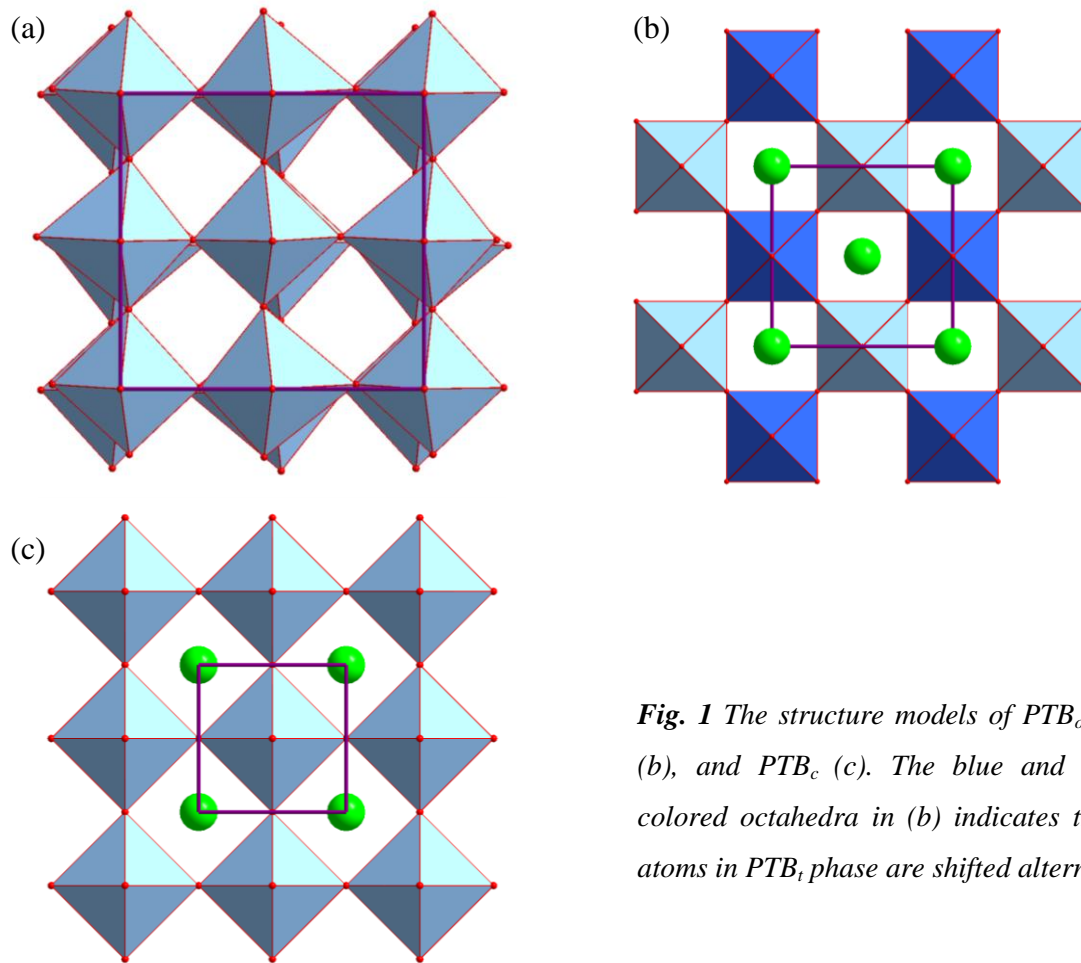 (a)
(b)
(c)
Fig. 1 The structure models of PTBo
(b), and PTBc (c). The blue and
colored octahedra in (b) indicates t
atoms in PTBt phase are shifted altern